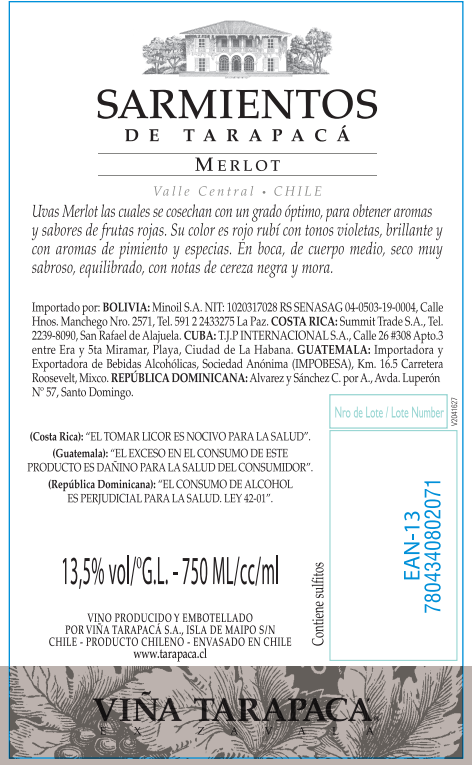 SARMIENTOS
DE TARAPACÁ
MERLOT
Valle Central • CHILE
Uvas Merlot las cuales se cosechan con un grado óptimo, para obtener aromas
y sabores de frutas rojas. Su color es rojo rubí con tonos violetas, brillante y
con aromas de pimiento y especias. En boca, de cuerpo medio, seco muy
sabroso, equilibrado, con notas de cereza negra y mora.
Importado por: BOLIVIA: Minoil S.A. NIT: 1020317028 RS SENASAG 04-0503-19-0004, Calle
Hnos. Manchego Nro. 2571, Tel. 591 2 2433275 La Paz. COSTA RICA: Summit Trade S.A., Tel.
2239-8090, San Rafael de Alajuela. CUBA: T.J.P INTERNACIONAL S.A., Calle 26 #308 Apto.3
entre Era y 5ta Miramar, Playa, Ciudad de La Habana. GUATEMALA: Importadora y
Exportadora de Bebidas Alcohólicas, Sociedad Anónima (IMPOBESA), Km. 16.5 Carretera
Roosevelt, Mixco. REPÚBLICA DOMINICANA: Alvarez y Sánchez C. por A., Avda. Luperón
N° 57, Santo Domingo.
(Costa Rica): “EL TOMAR LICOR ES NOCIVO PARA LA SALUD”.
(Guatemala): “EL EXCESO EN EL CONSUMO DE ESTE
PRODUCTO ES DAÑINO PARA LA SALUD DEL CONSUMIDOR”.
(República Dominicana): “EL CONSUMO DE ALCOHOL
ES PERJUDICIAL PARA LA SALUD. LEY 42-01”.
Nro de Lote / Lote Number
V2041627
EAN-13
7804340802071
Contiene sulfitos
13,5% vol/°G.L. - 750 ML/cc/ml
VINO PRODUCIDO Y EMBOTELLADO
POR VIÑA TARAPACÁ S.A., ISLA DE MAIPO S/N
CHILE - PRODUCTO CHILENO - ENVASADO EN CHILE
www.tarapaca.cl
VIÑA TARAPACÁ
EX ZAVALA